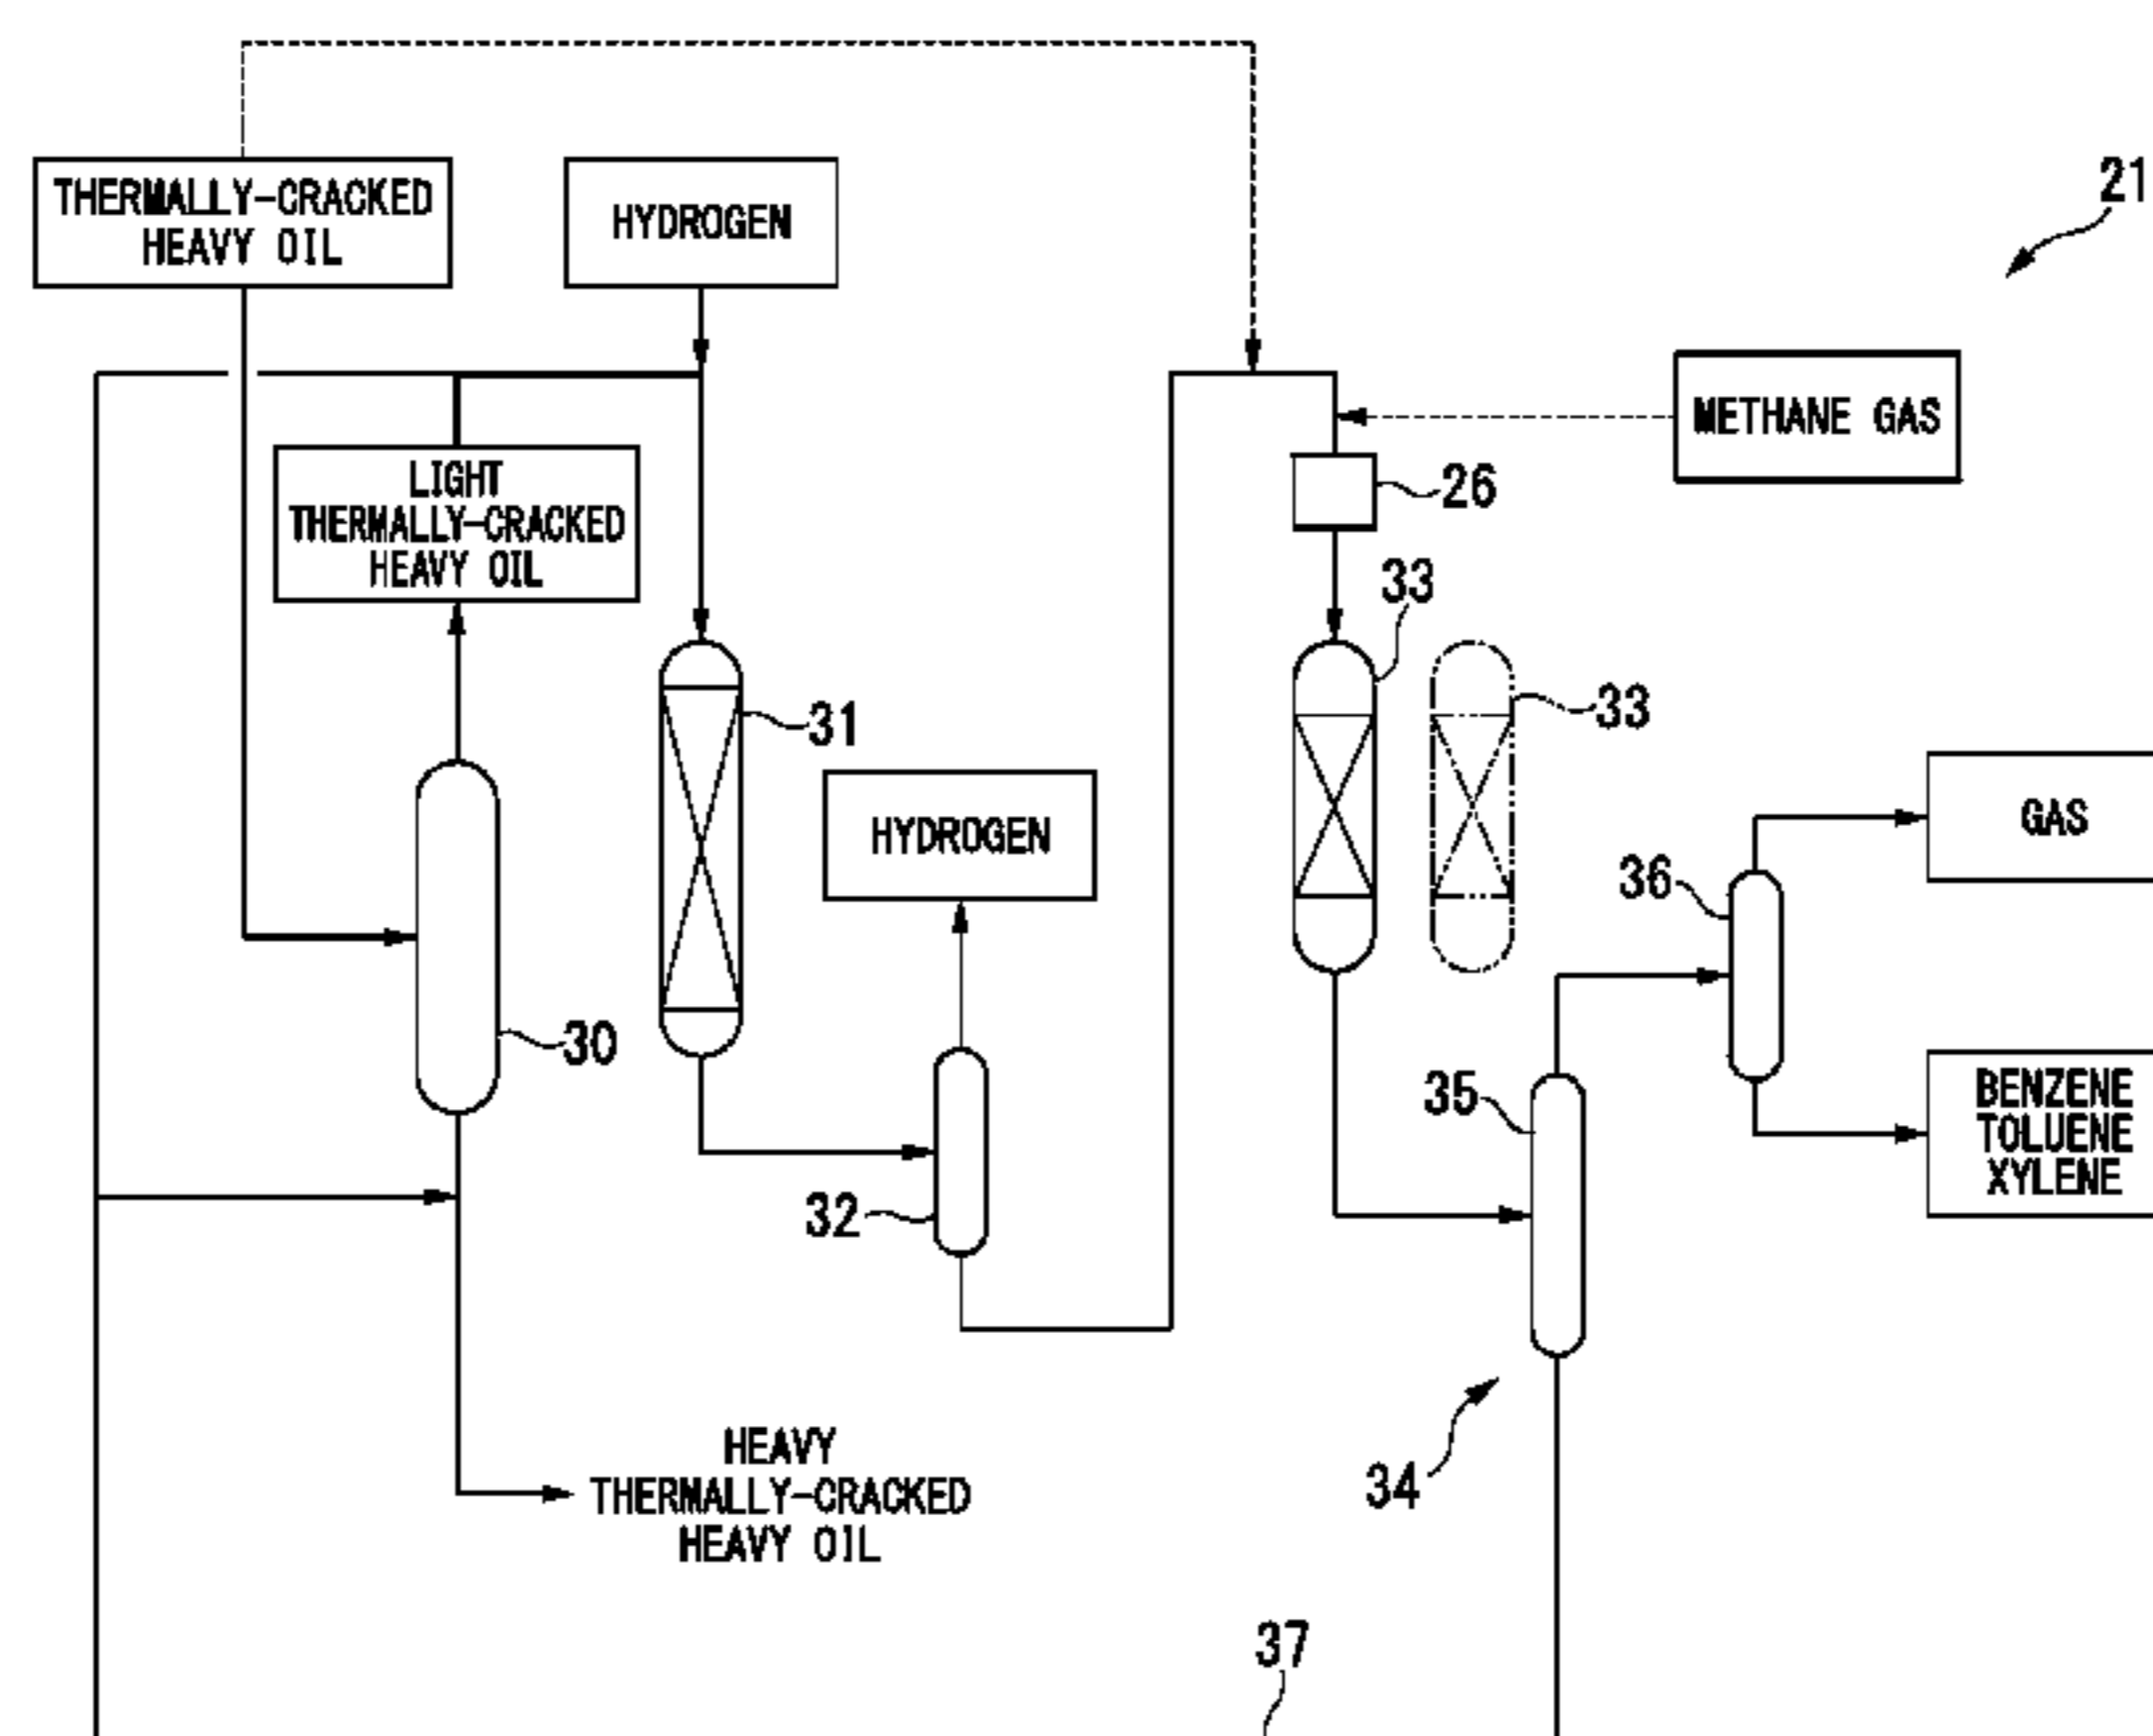 THERMALLY-CRACKED
HEAVY OIL
HYDROGEN
21
METHANE GAS
LIGHT
THERMALLY-CRACKED
HEAVY OIL
26
33
33
31
HYDROGEN
GAS
36
30
35
BENZENE
TOLUENE
XYLENE
32
34
HEAVY
THERMALLY-CRACKED
HEAVY OIL
37